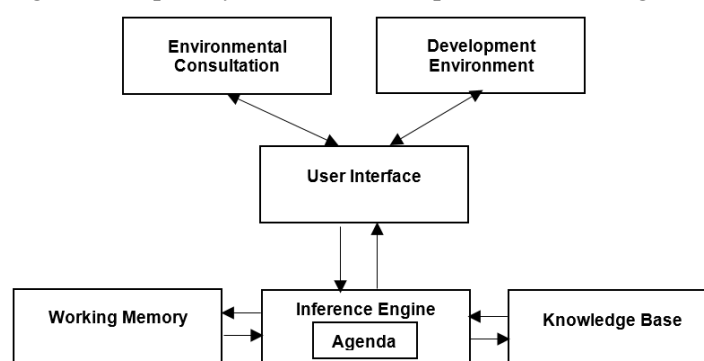 Environmental
Consultation
Development
Environment
User Interface
Working Memory
Inference Engine
Agenda
Knowledge Base